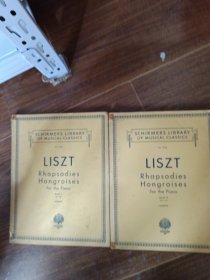 SCHIRMER'S LIBRARY
OF MUSICAL CLASSICS
LISZT
Rhapsodies
Hongroises
For the Piano
SCHIRMER'S LIBRARY
OF MUSICAL CLASSICS
LISZT
Rhapsodies
Hongroises
For the Piano